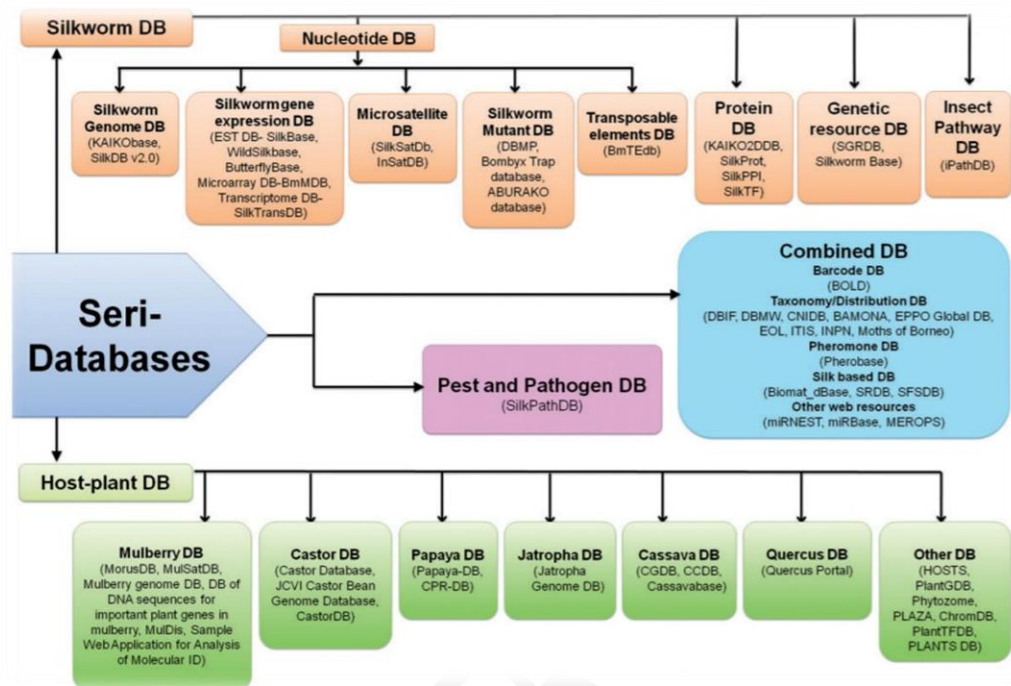 Silkworm DB
Nucleotide DB
Silkworm
Genome DB
(KAIKObase,
SilkDB v2.0)
Silkworm gene
expression DB
(EST DB- SilkBase,
WildSilkbase,
ButterflyBase,
Microarray DB-BmMDB,
Transcriptome DB-
SilkTransDB)
Microsatellite
DB
(SilkSatDb,
InSatDB)
Silkworm
Mutant DB
(DBMP,
Bombyx Trap
database,
ABURAKO
database)
Transposable
elements DB
(BmTEdb)
Protein
DB
(KAIKO2DDB,
SilkProt,
SilkPPI,
SilkTF)
Genetic
resource DB
(SGRDB,
Silkworm Base)
Insect
Pathway
DB
(iPathDB)
Seri-
Databases
Combined DB
Barcode DB
(BOLD)
Taxonomy/Distribution DB
(DBIF, DBMW, CNIDB, BAMONA, EPPO Global DB,
EOL, ITIS, INPN, Moths of Borneo)
Pheromone DB
(Pherobase)
Silk based DB
(Biomat_dBase, SRDB, SFSDB)
Other web resources
(miRNEST, miRBase, MEROPS)
Pest and Pathogen DB
(SilkPathDB)
Host-plant DB
Mulberry DB
(MorusDB, MulSatDB,
Mulberry genome DB, DB of
DNA sequences for
important plant genes in
mulberry, MulDis, Sample
Web Application for Analysis
of Molecular ID)
Castor DB
(Castor Database,
JCVI Castor Bean
Genome Database,
CastorDB)
Papaya DB
(Papaya-DB,
CPR-DB)
Jatropha DB
(Jatropha
Genome DB)
Cassava DB
(CGDB, CCDB,
Cassavabase)
Quercus DB
(Quercus Portal)
Other DB
(HOSTS,
PlantGDB,
Phytozome,
PLAZA, ChromDB,
PlantTFDB,
PLANTS DB)